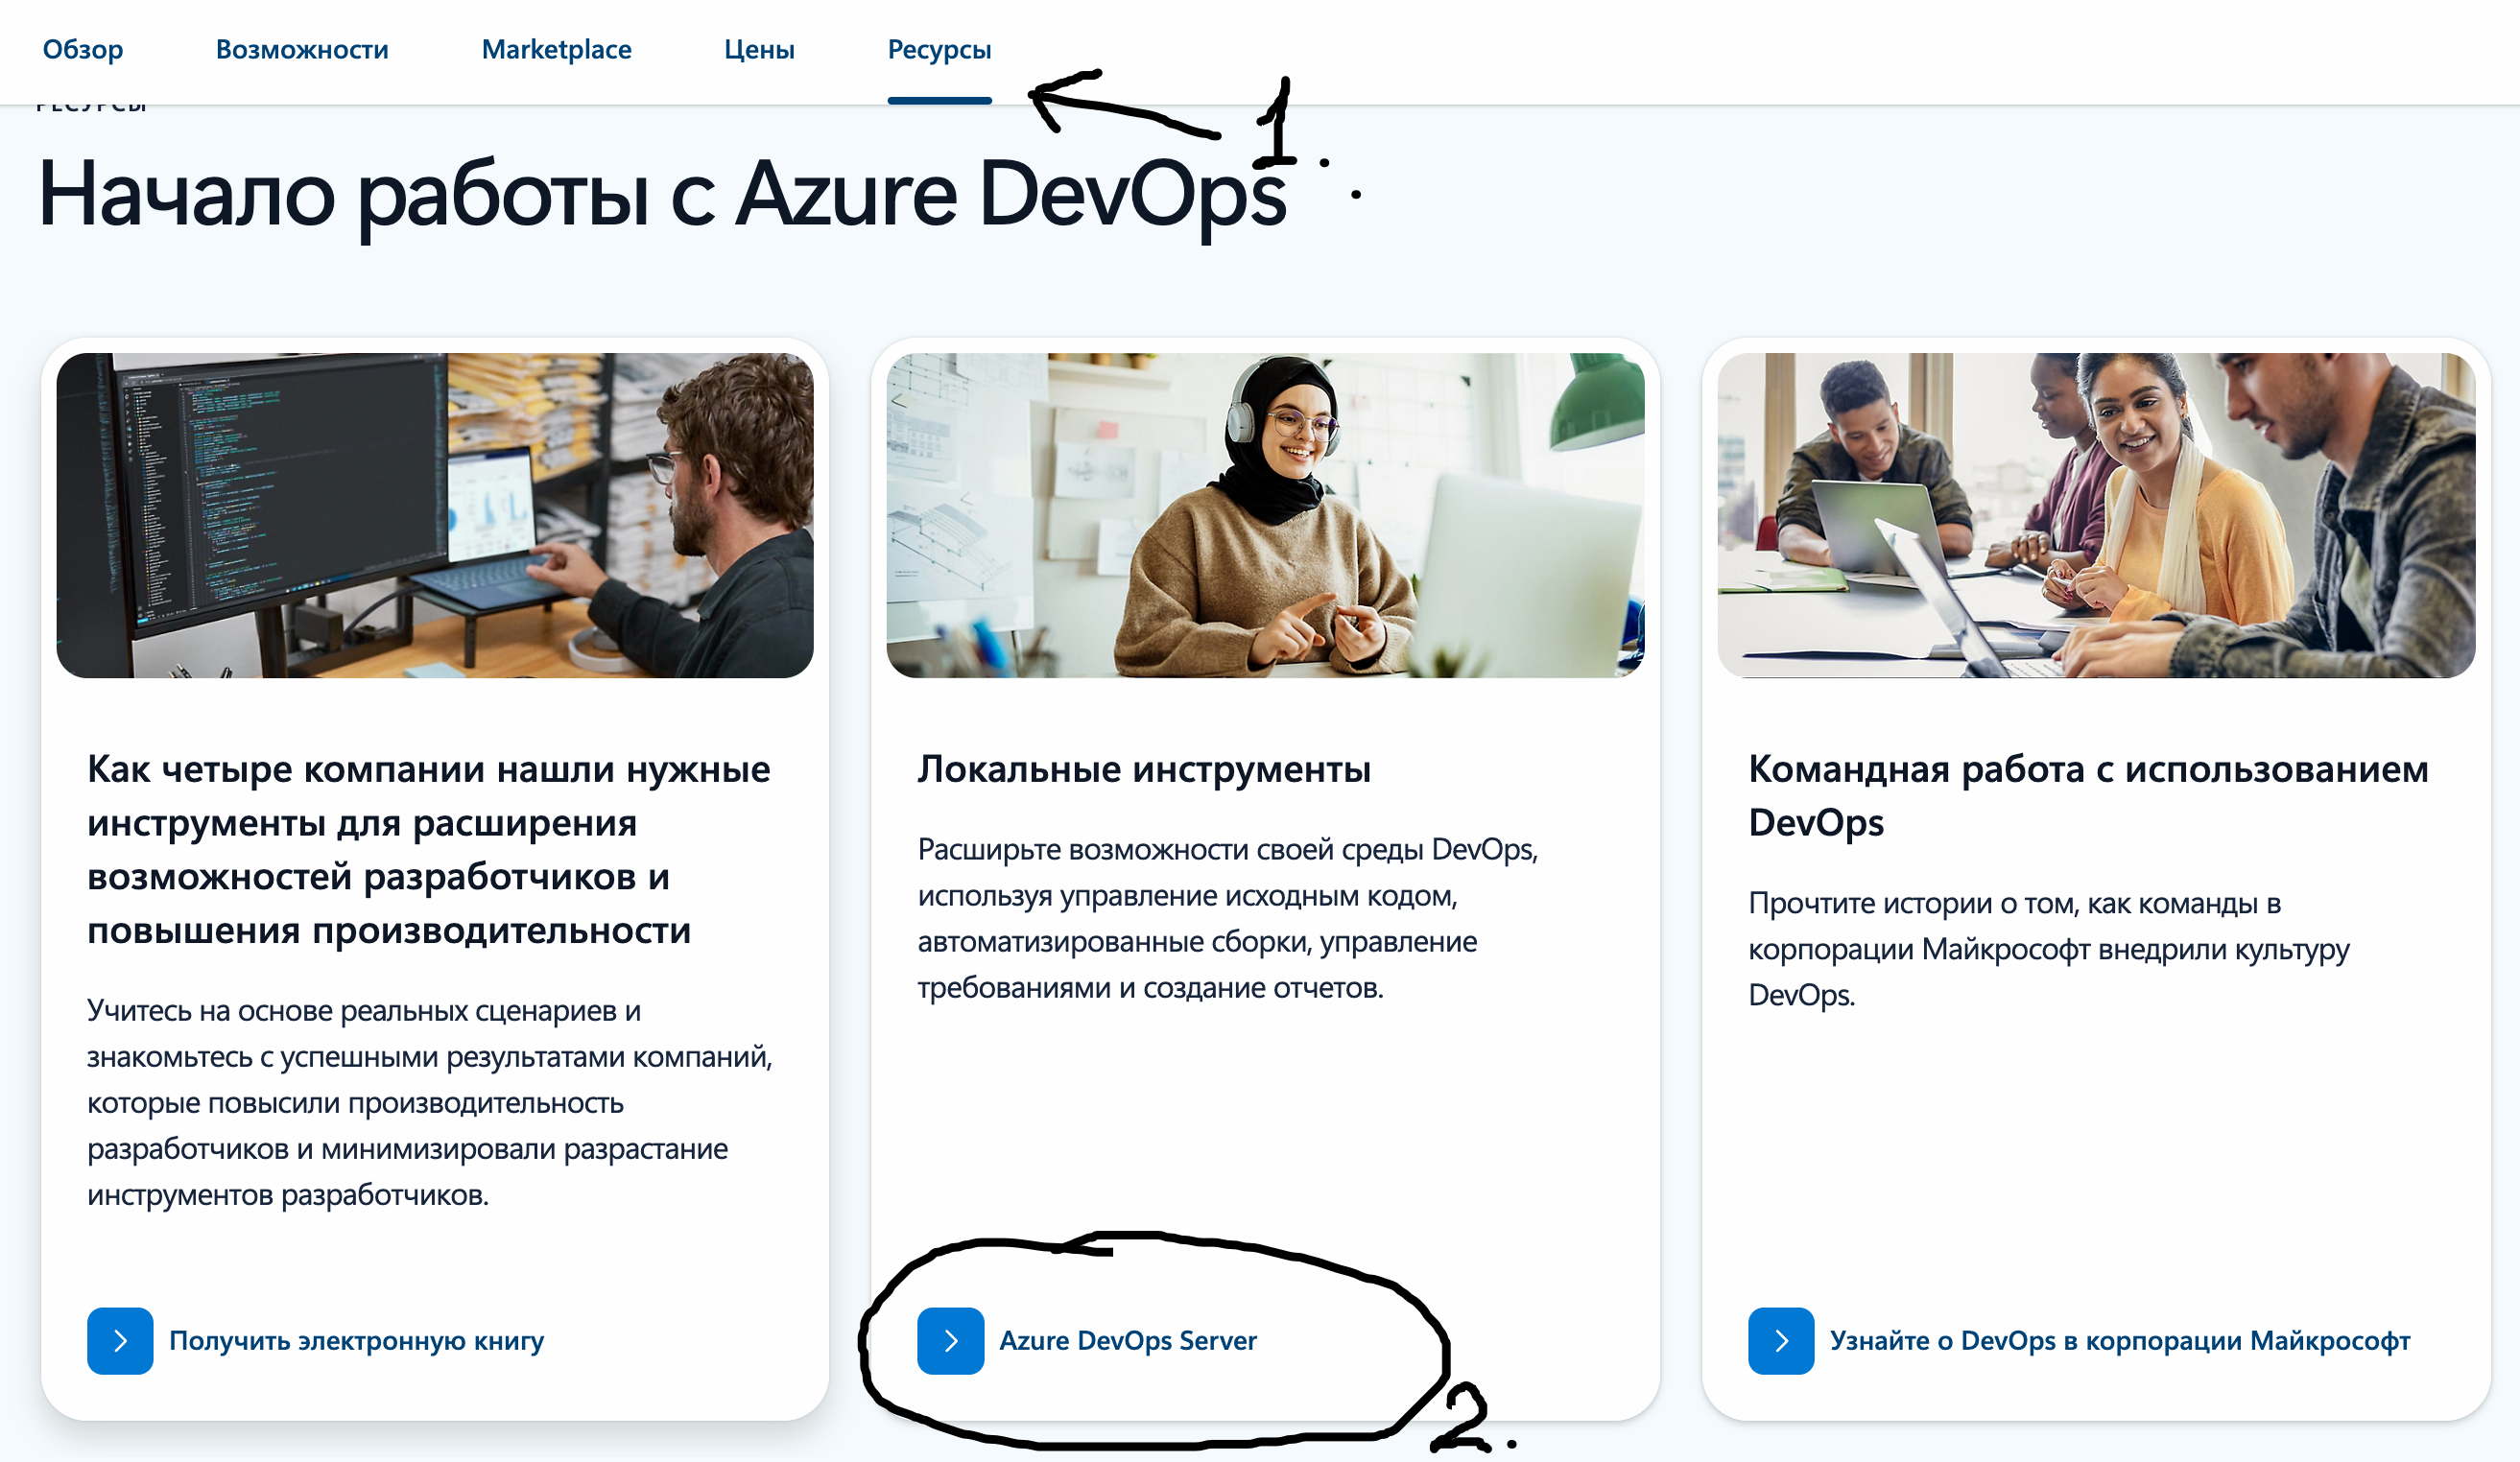 Обзор
Возможности
Marketplace
Цены
Ресурсы
РЕСУРСЫ
1.
Начало работы с Azure DevOps
Как четыре компании нашли нужные
инструменты для расширения
возможностей разработчиков и
повышения производительности
Учитесь на основе реальных сценариев и
знакомьтесь с успешными результатами компаний,
которые повысили производительность
разработчиков и минимизировали разрастание
инструментов разработчиков.
Получить электронную книгу
Локальные инструменты
Расширьте возможности своей среды DevOps,
используя управление исходным кодом,
автоматизированные сборки, управление
требованиями и создание отчетов.
Azure DevOps Server
2.
Командная работа с использованием
DevOps
Прочтите истории о том, как команды в
корпорации Майкрософт внедрили культуру
DevOps.
Узнайте о DevOps в корпорации Майкрософт